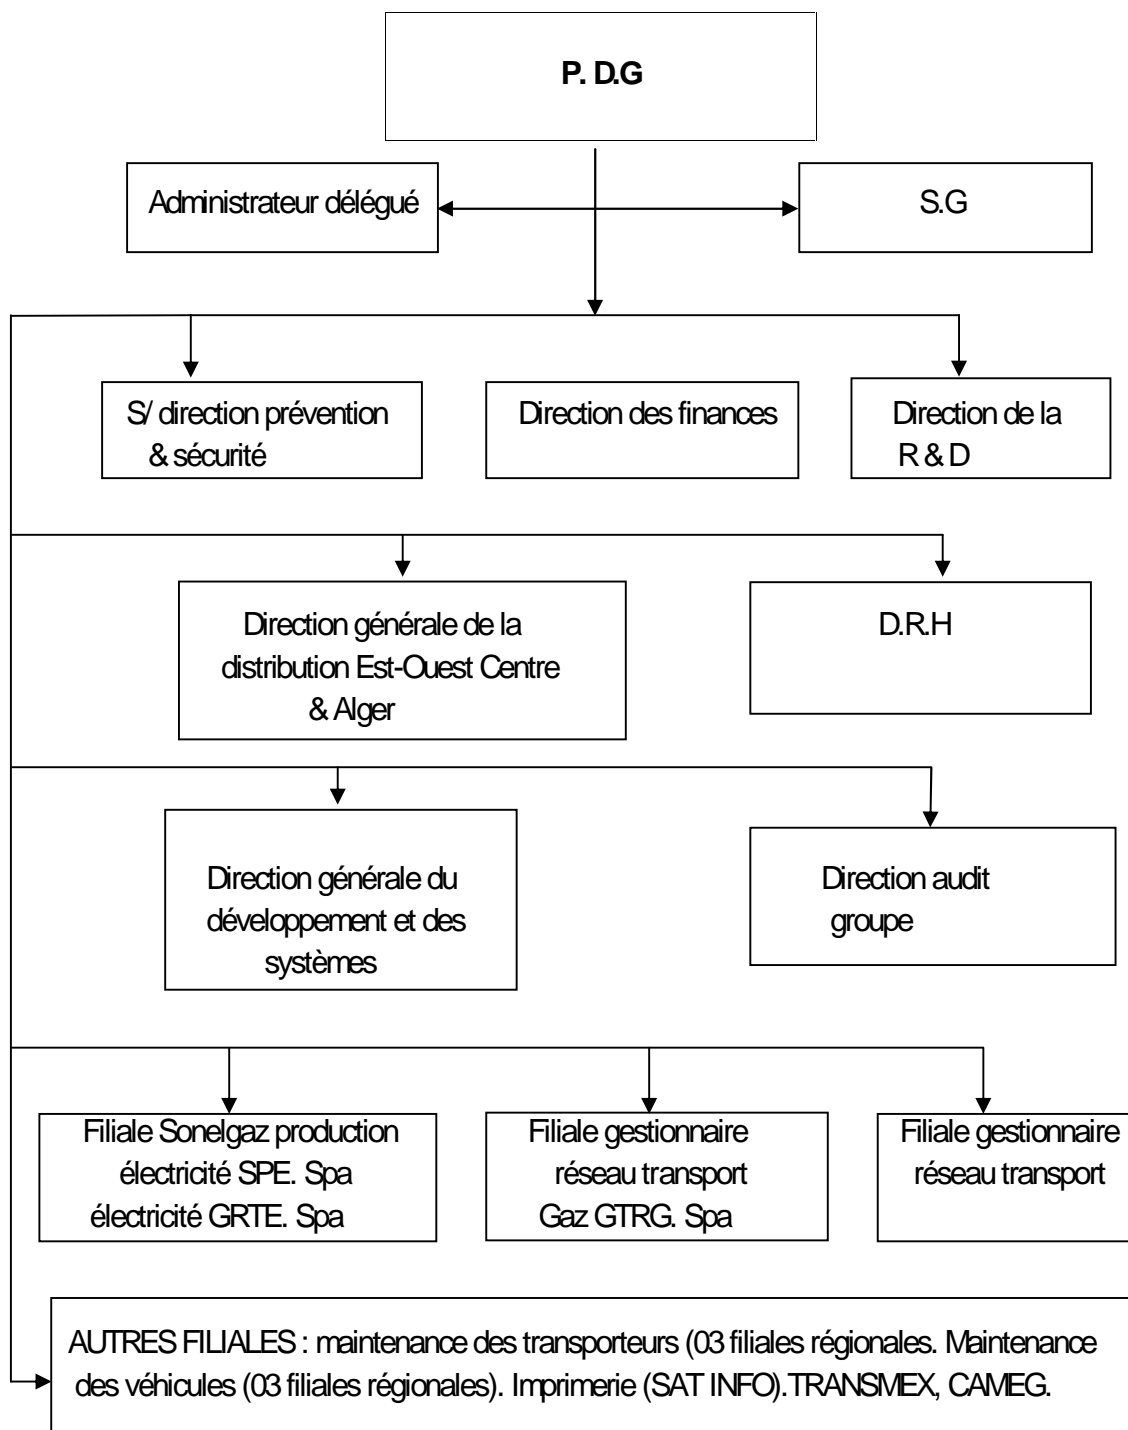 P. D.G
Administrateur délégué
S.G
S/ direction prévention
& sécurité
Direction des finances
Direction de la
R & D
Direction générale de la
distribution Est-Ouest Centre
& Alger
D.R.H
Direction générale du
développement et des
systèmes
Direction audit
groupe
Filiale Sonelgaz production
électricité SPE. Spa
électricité GRTE. Spa
Filiale gestionnaire
réseau transport
Gaz GTRG. Spa
Filiale gestionnaire
réseau transport
AUTRES FILIALES : maintenance des transporteurs (03 filiales régionales. Maintenance
des véhicules (03 filiales régionales). Imprimerie (SAT INFO).TRANSMEX, CAMEG.